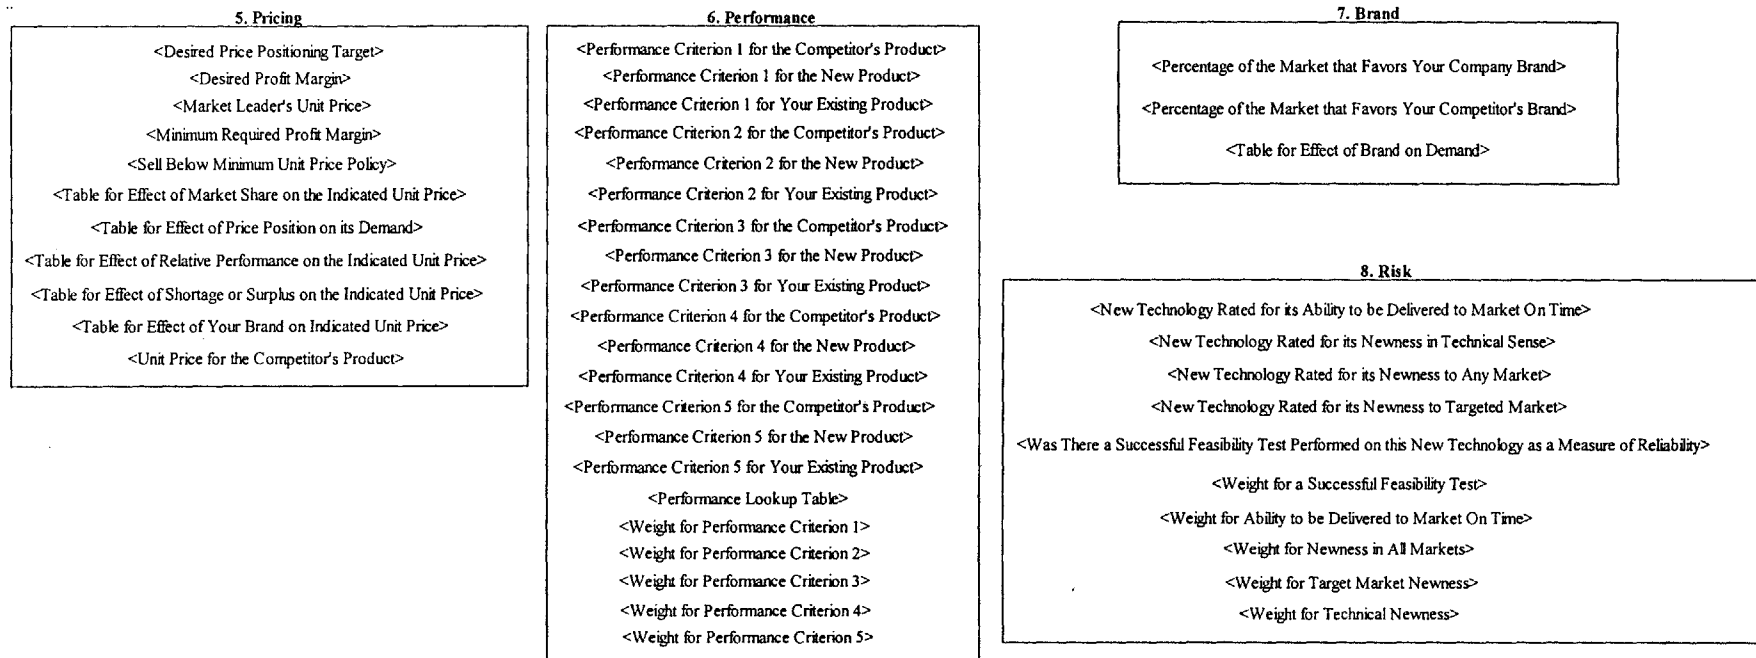 5. Pricing
<Desired Price Positioning Target>
<Desired Profit Margin>
<Market Leader's Unit Price>
<Minimum Required Profit Margin>
<Sell Below Minimum Unit Price Policy>
<Table for Effect of Market Share on the Indicated Unit Price>
<Table for Effect of Price Position on its Demand>
<Table for Effect of Relative Performance on the Indicated Unit Price>
<Table for Effect of Shortage or Surplus on the Indicated Unit Price>
<Table for Effect of Your Brand on Indicated Unit Price>
<Unit Price for the Competitor's Product>
6. Performance
<Performance Criterion 1 for the Competitor's Product>
<Performance Criterion 1 for the New Product>
<Performance Criterion 1 for Your Existing Product>
<Performance Criterion 2 for the Competitor's Product>
<Performance Criterion 2 for the New Product>
<Performance Criterion 2 for Your Existing Product>
<Performance Criterion 3 for the Competitor's Product>
<Performance Criterion 3 for the New Product>
<Performance Criterion 3 for Your Existing Product>
<Performance Criterion 4 for the Competitor's Product>
<Performance Criterion 4 for the New Product>
<Performance Criterion 4 for Your Existing Product>
<Performance Criterion 5 for the Competitor's Product>
<Performance Criterion 5 for the New Product>
<Performance Criterion 5 for Your Existing Product>
<Performance Lookup Table>
<Weight for Performance Criterion 1>
<Weight for Performance Criterion 2>
<Weight for Performance Criterion 3>
<Weight for Performance Criterion 4>
<Weight for Performance Criterion 5>
7. Brand
<Percentage of the Market that Favors Your Company Brand>
<Percentage of the Market that Favors Your Competitor's Brand>
<Table for Effect of Brand on Demand>
8. Risk
<New Technology Rated for its Ability to be Delivered to Market On Time>
<New Technology Rated for its Newness in Technical Sense>
<New Technology Rated for its Newness to Any Market>
<New Technology Rated for its Newness to Targeted Market>
<Was There a Successful Feasibility Test Performed on this New Technology as a Measure of Reliability>
<Weight for a Successful Feasibility Test>
<Weight for Ability to be Delivered to Market On Time>
<Weight for Newness in All Markets>
<Weight for Target Market Newness>
<Weight for Technical Newness>